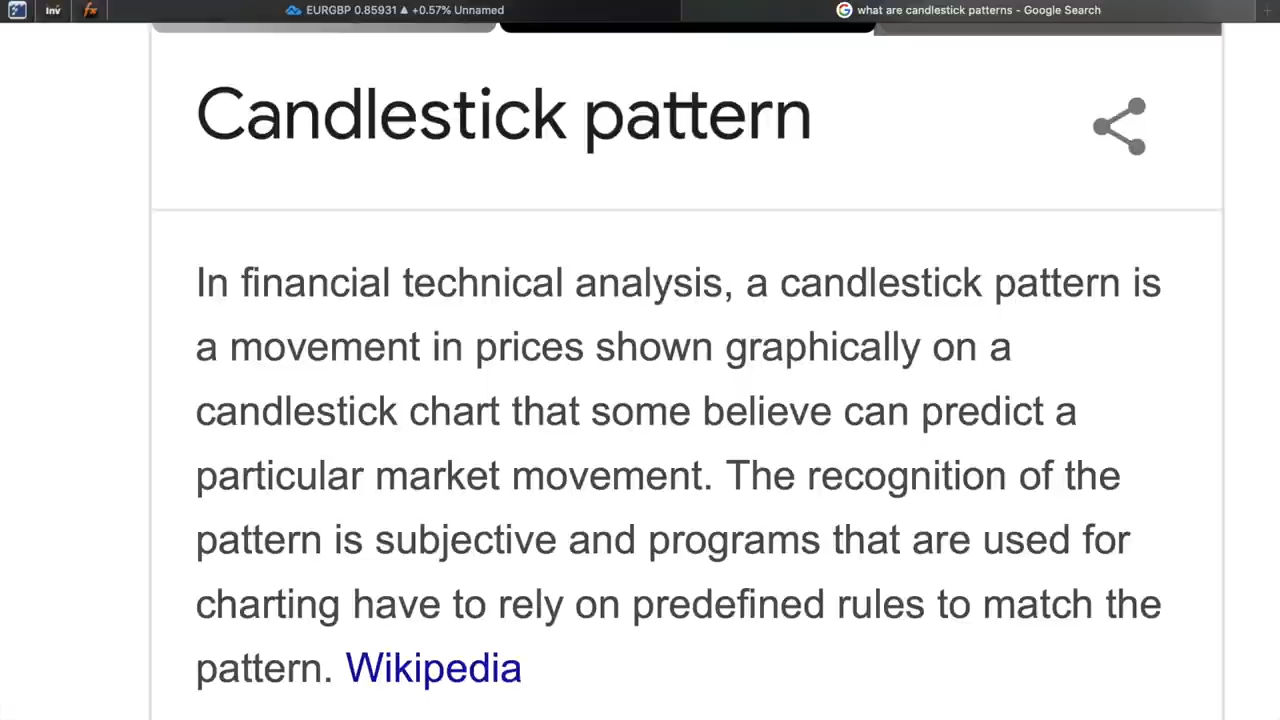 inv fx EURGBP 0.85931 ▲ +0.57% Unnamed what are candlestick patterns - Google Search
Candlestick pattern
In financial technical analysis, a candlestick pattern is
a movement in prices shown graphically on a
candlestick chart that some believe can predict a
particular market movement. The recognition of the
pattern is subjective and programs that are used for
charting have to rely on predefined rules to match the
pattern. Wikipedia